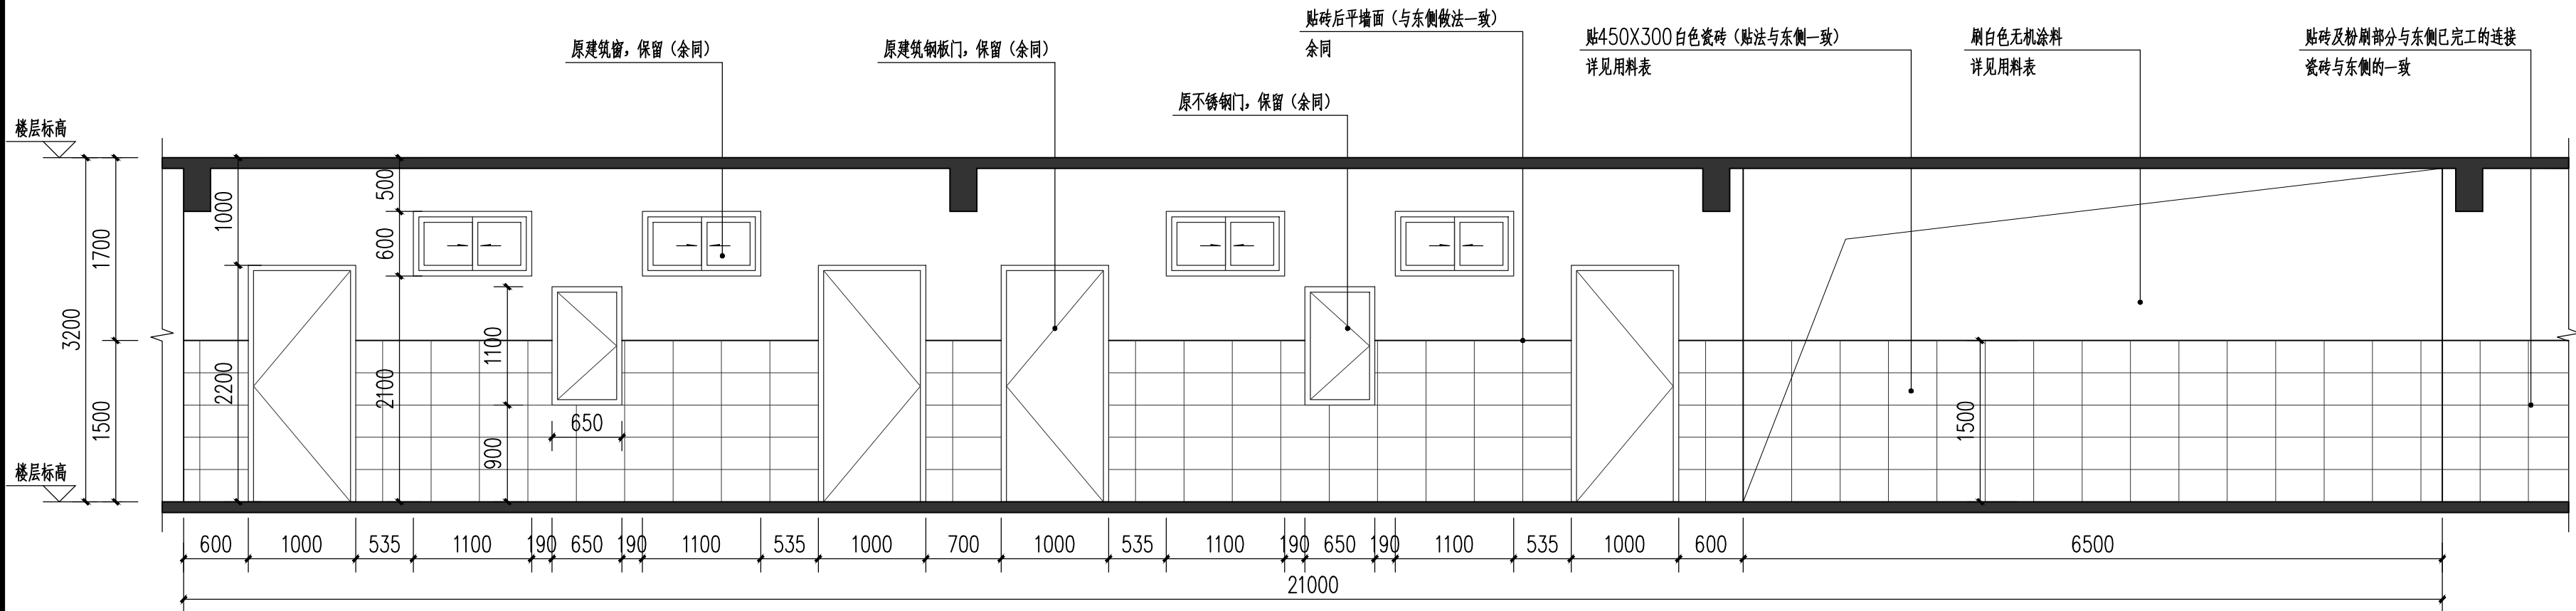 贴砖后平墙面（与东侧做法一致）
余同
原建筑窗，保留（余同）
原建筑钢板门，保留（余同）
贴450X300白色瓷砖（贴法与东侧一致）
详见用料表
刷白色无机涂料
详见用料表
贴砖及粉刷部分与东侧已完工的连接
瓷砖与东侧的一致
原不锈钢门，保留（余同）
楼层标高
3200
1700
1500
1000
2200
500
600
2100
1100
900
650
1500
楼层标高
600 1000 535 1100 190 650 190 1100 535 1000 700 1000 535 1100 190 650 190 1100 535 1000 600 6500
21000